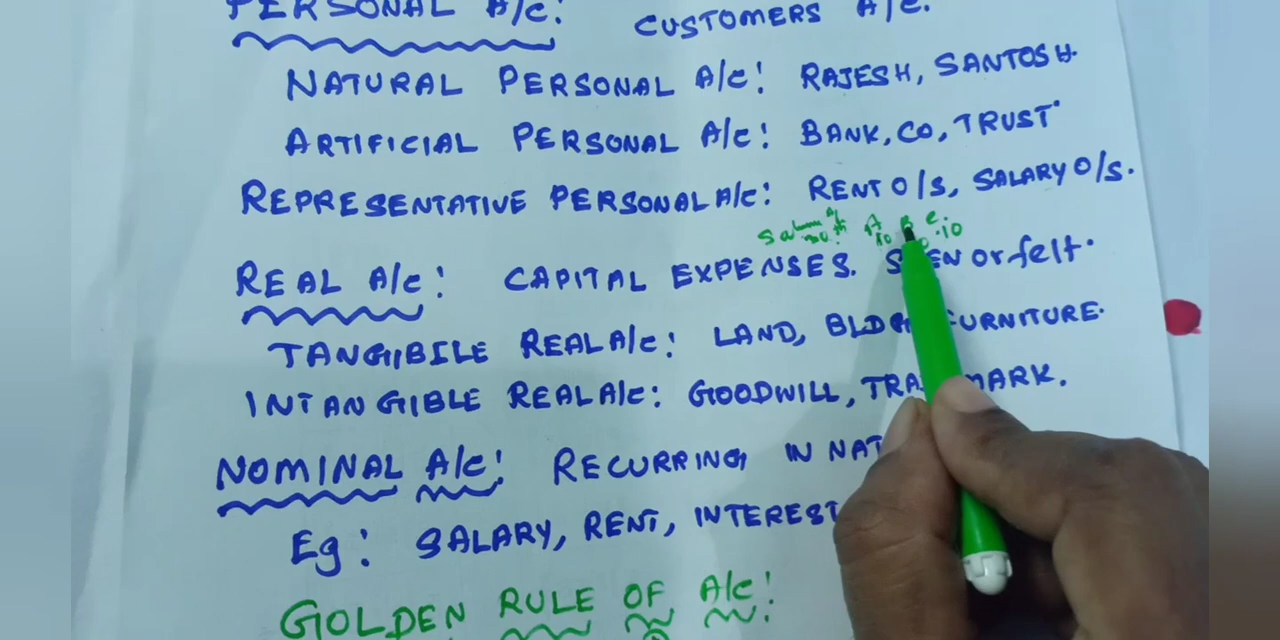 PERSONAL A/c: CUSTOMERS A/c.
NATURAL PERSONAL A/c: RAJESH, SANTOSH.
ARTIFICIAL PERSONAL A/c: BANK, CO, TRUST
REPRESENTATIVE PERSONAL A/c: RENT O/S, SALARY O/S.
REAL A/c: CAPITAL EXPENSES. or felt.
TANGIBILE REAL A/c: LAND, FURNITURE.
INTANGIBLE REAL A/c: GOODWILL,
NOMINAL A/c: RECURRING IN
Eg: SALARY, RENT, INTEREST
GOLDEN RULE OF A/c: